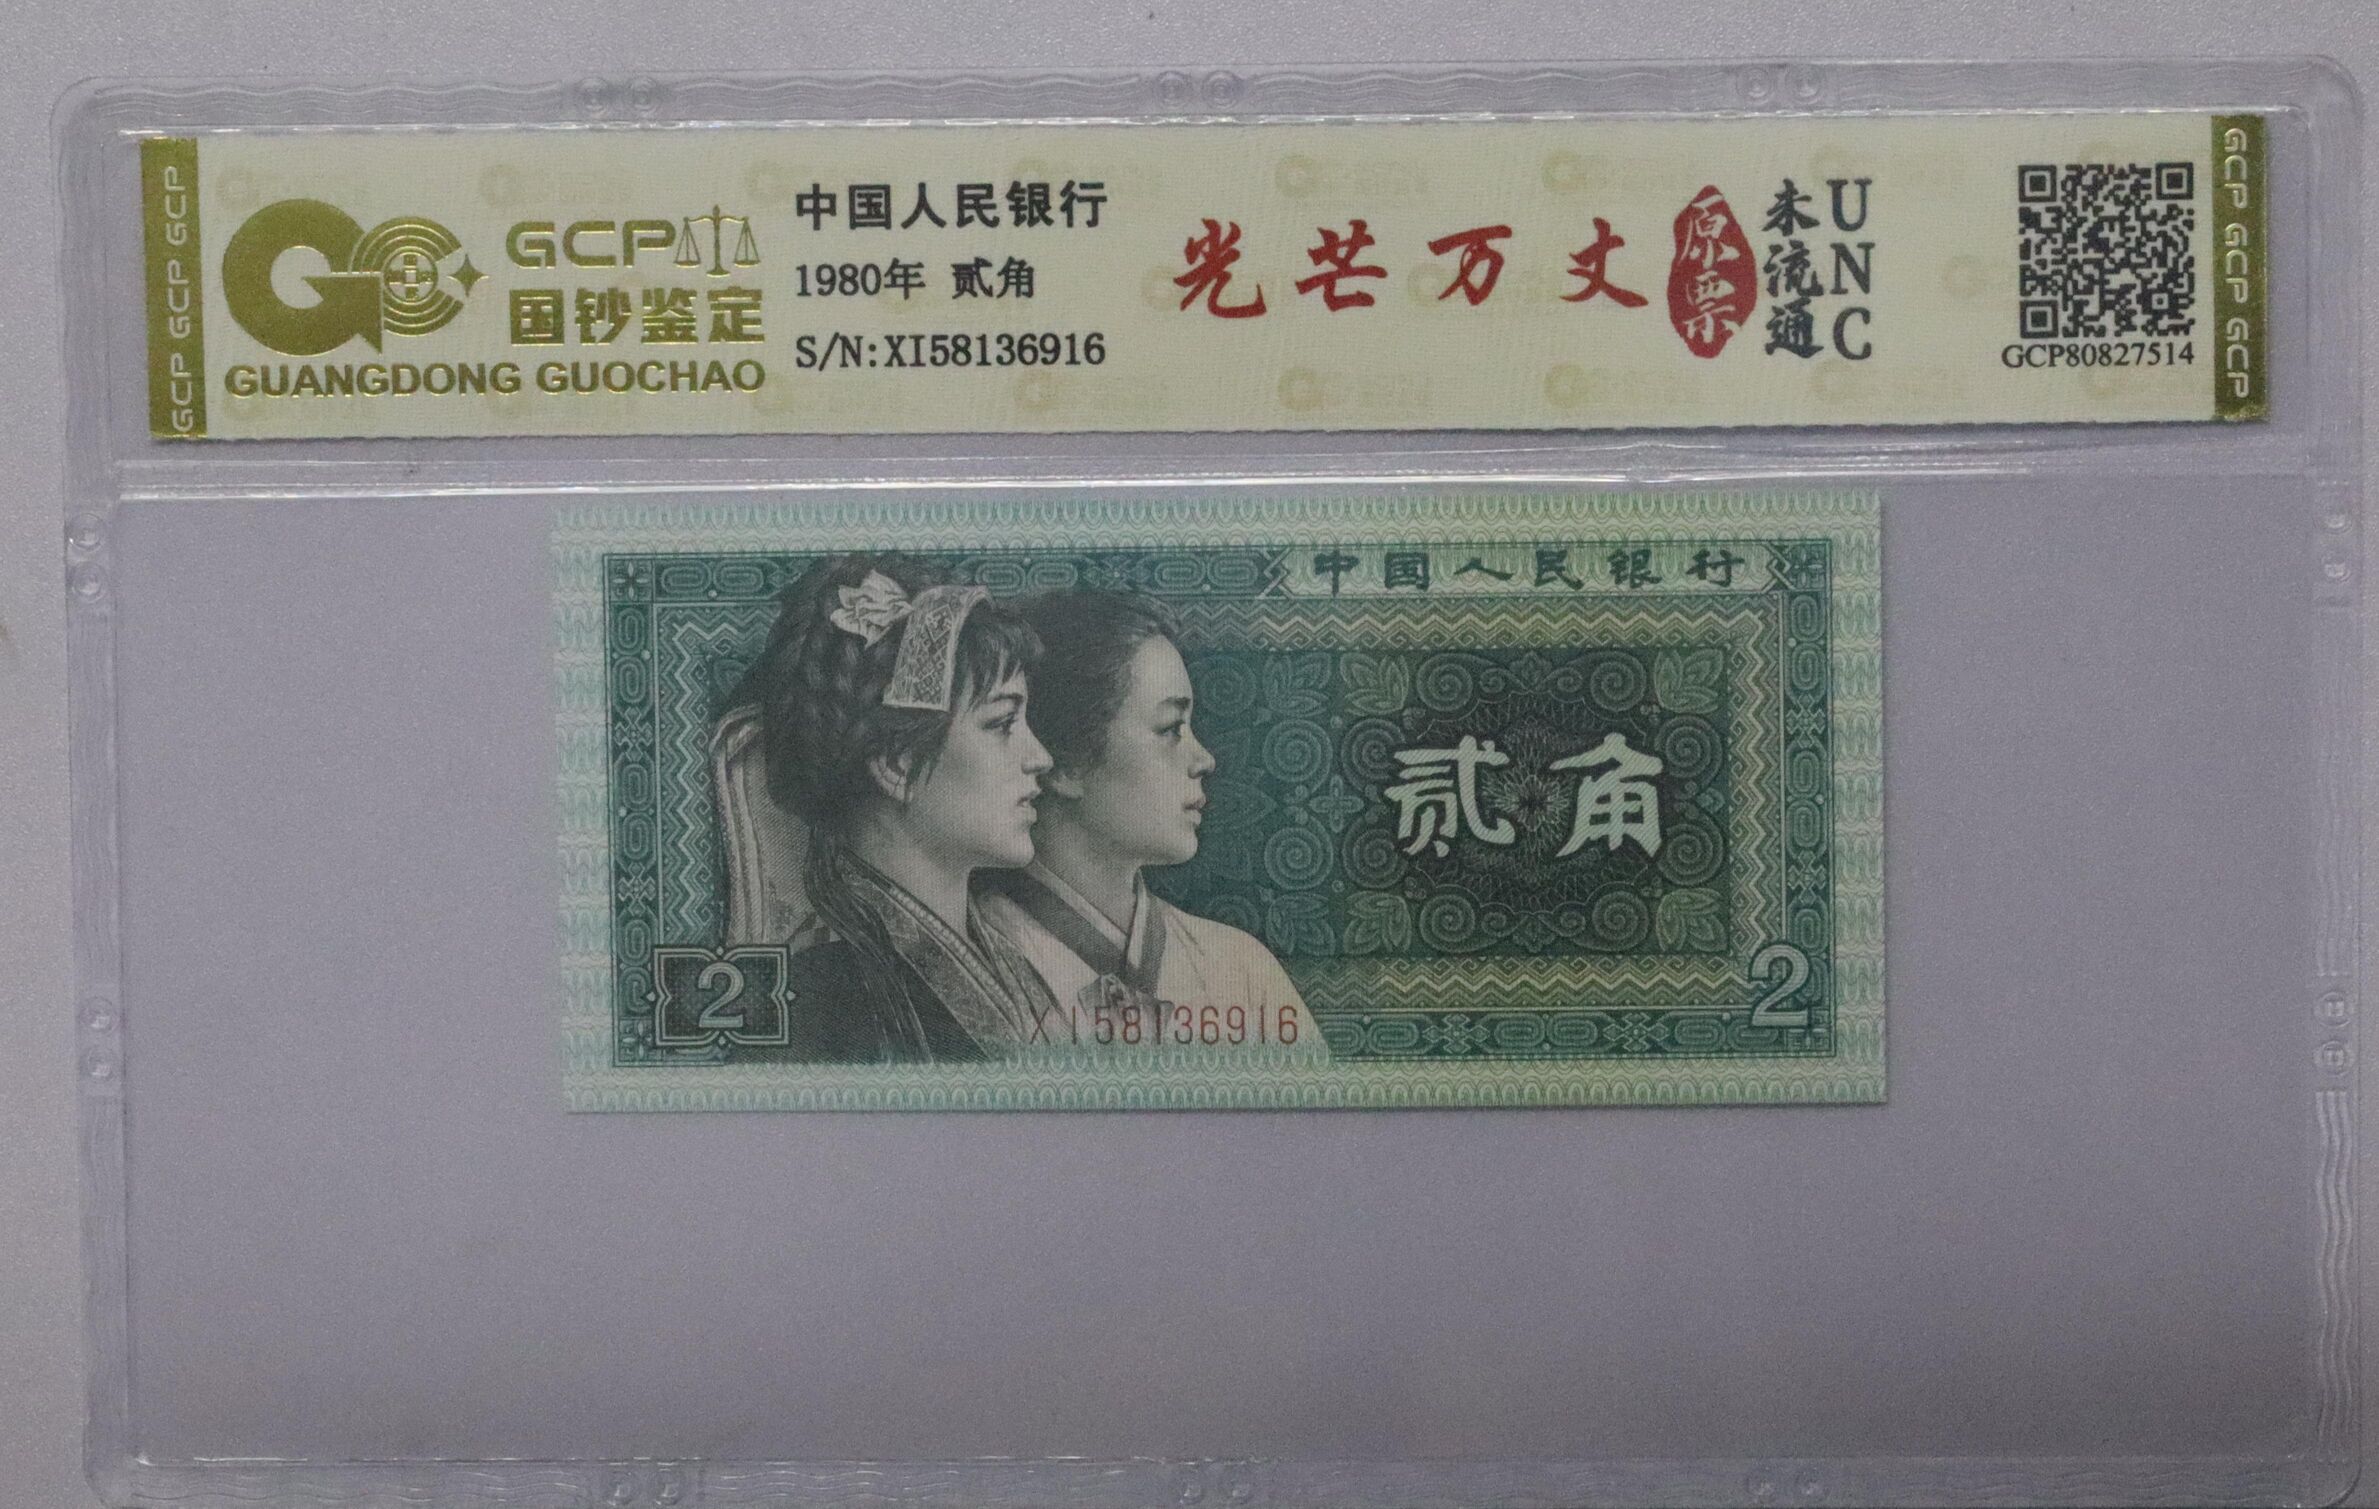 GCP GCP GCP
GCP
国钞鉴定
GUANGDONG GUOCHAO
中国人民银行
1980年 贰角
S/N:XI58136916
光芒万丈
原票
未流通
UNC
GCP80827514
GCP GCP GCP
中国人民银行
贰角
2
XI58136916
2